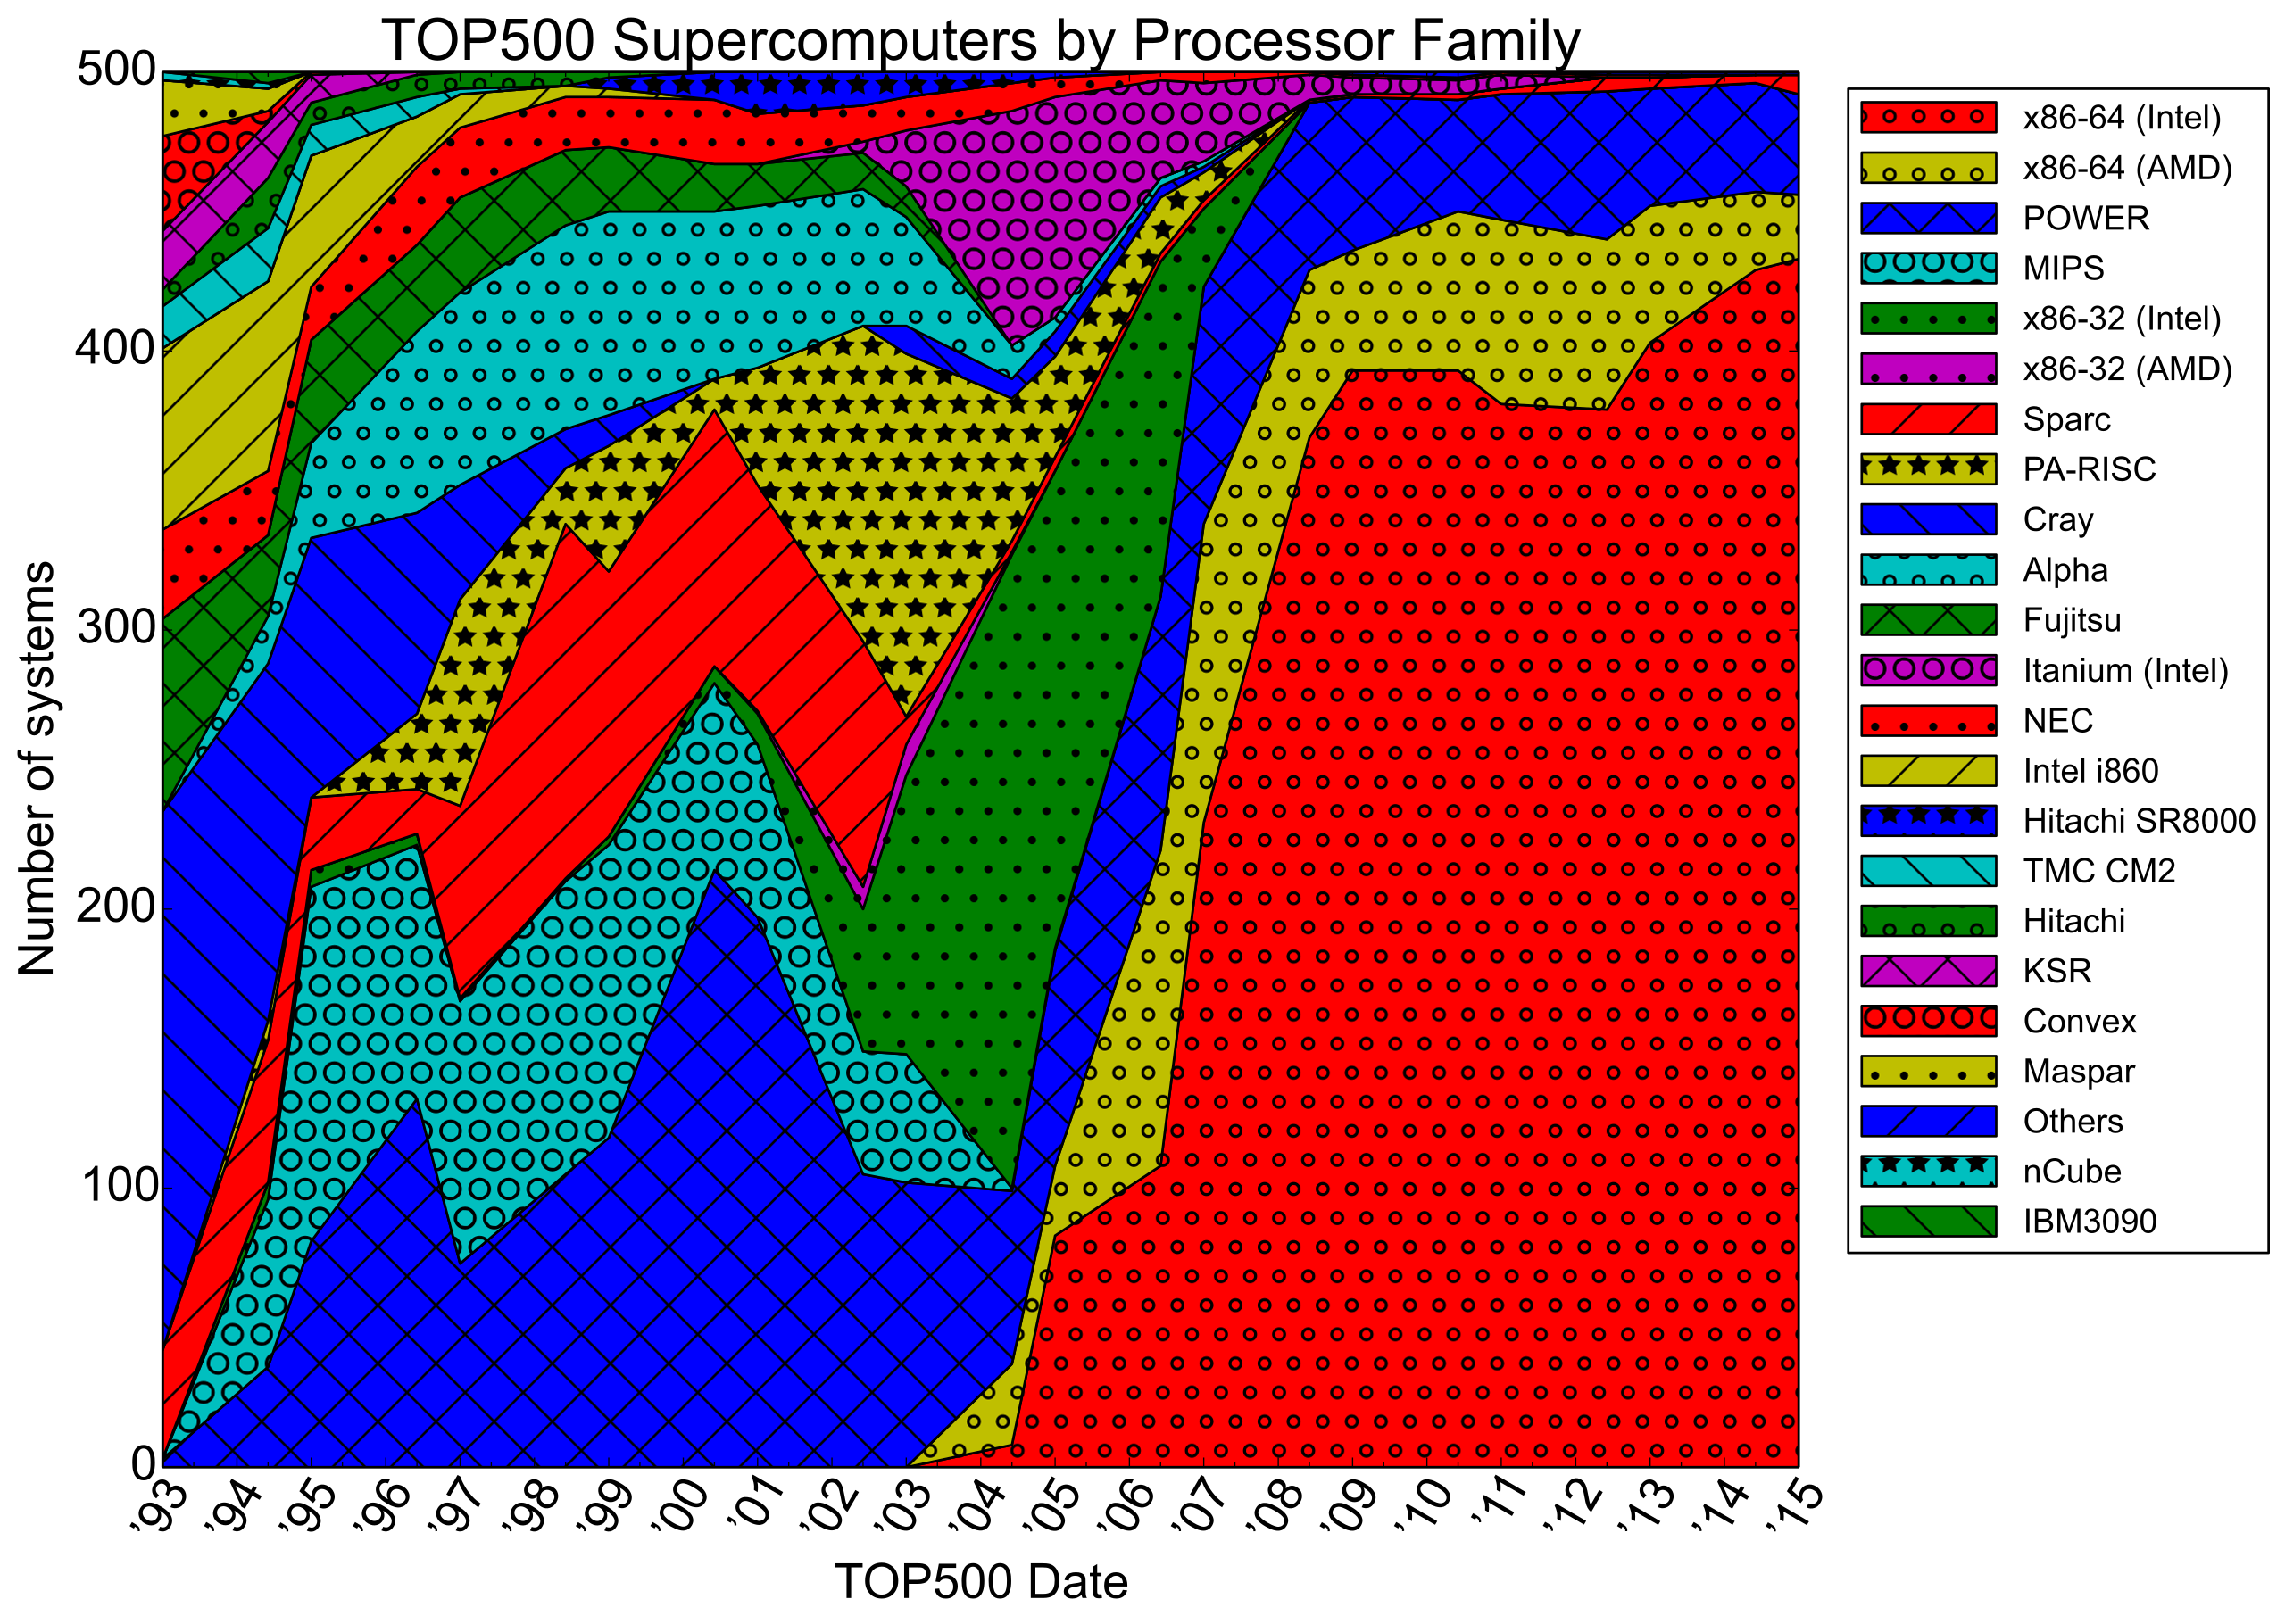 TOP500 Supercomputers by Processor Family
500
400
300
200
100
0
Number of systems
'93
'94
'95
'96
'97
'98
'99
'00
'01
'02
'03
'04
'05
'06
'07
'08
'09
'10
'11
'12
'13
'14
'15
TOP500 Date
x86-64 (Intel)
x86-64 (AMD)
POWER
MIPS
x86-32 (Intel)
x86-32 (AMD)
Sparc
PA-RISC
Cray
Alpha
Fujitsu
Itanium (Intel)
NEC
Intel i860
Hitachi SR8000
TMC CM2
Hitachi
KSR
Convex
Maspar
Others
nCube
IBM3090